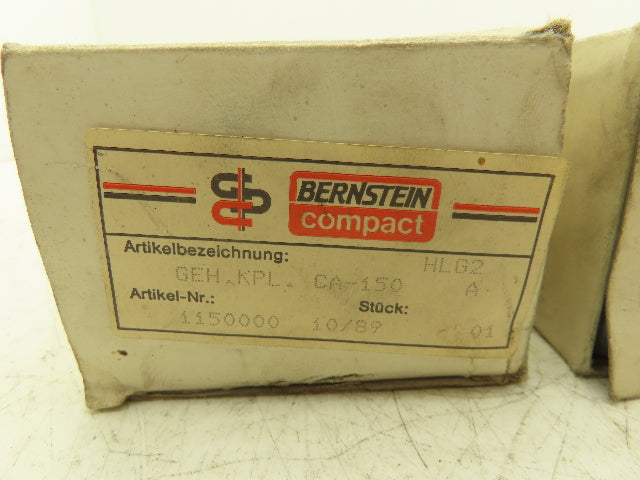 BERNSTEIN
compact
Artikelbezeichnung: HLG2
GEH.KPL. CA-150 A
Artikel-Nr.: Stück:
1150000 10/89 01